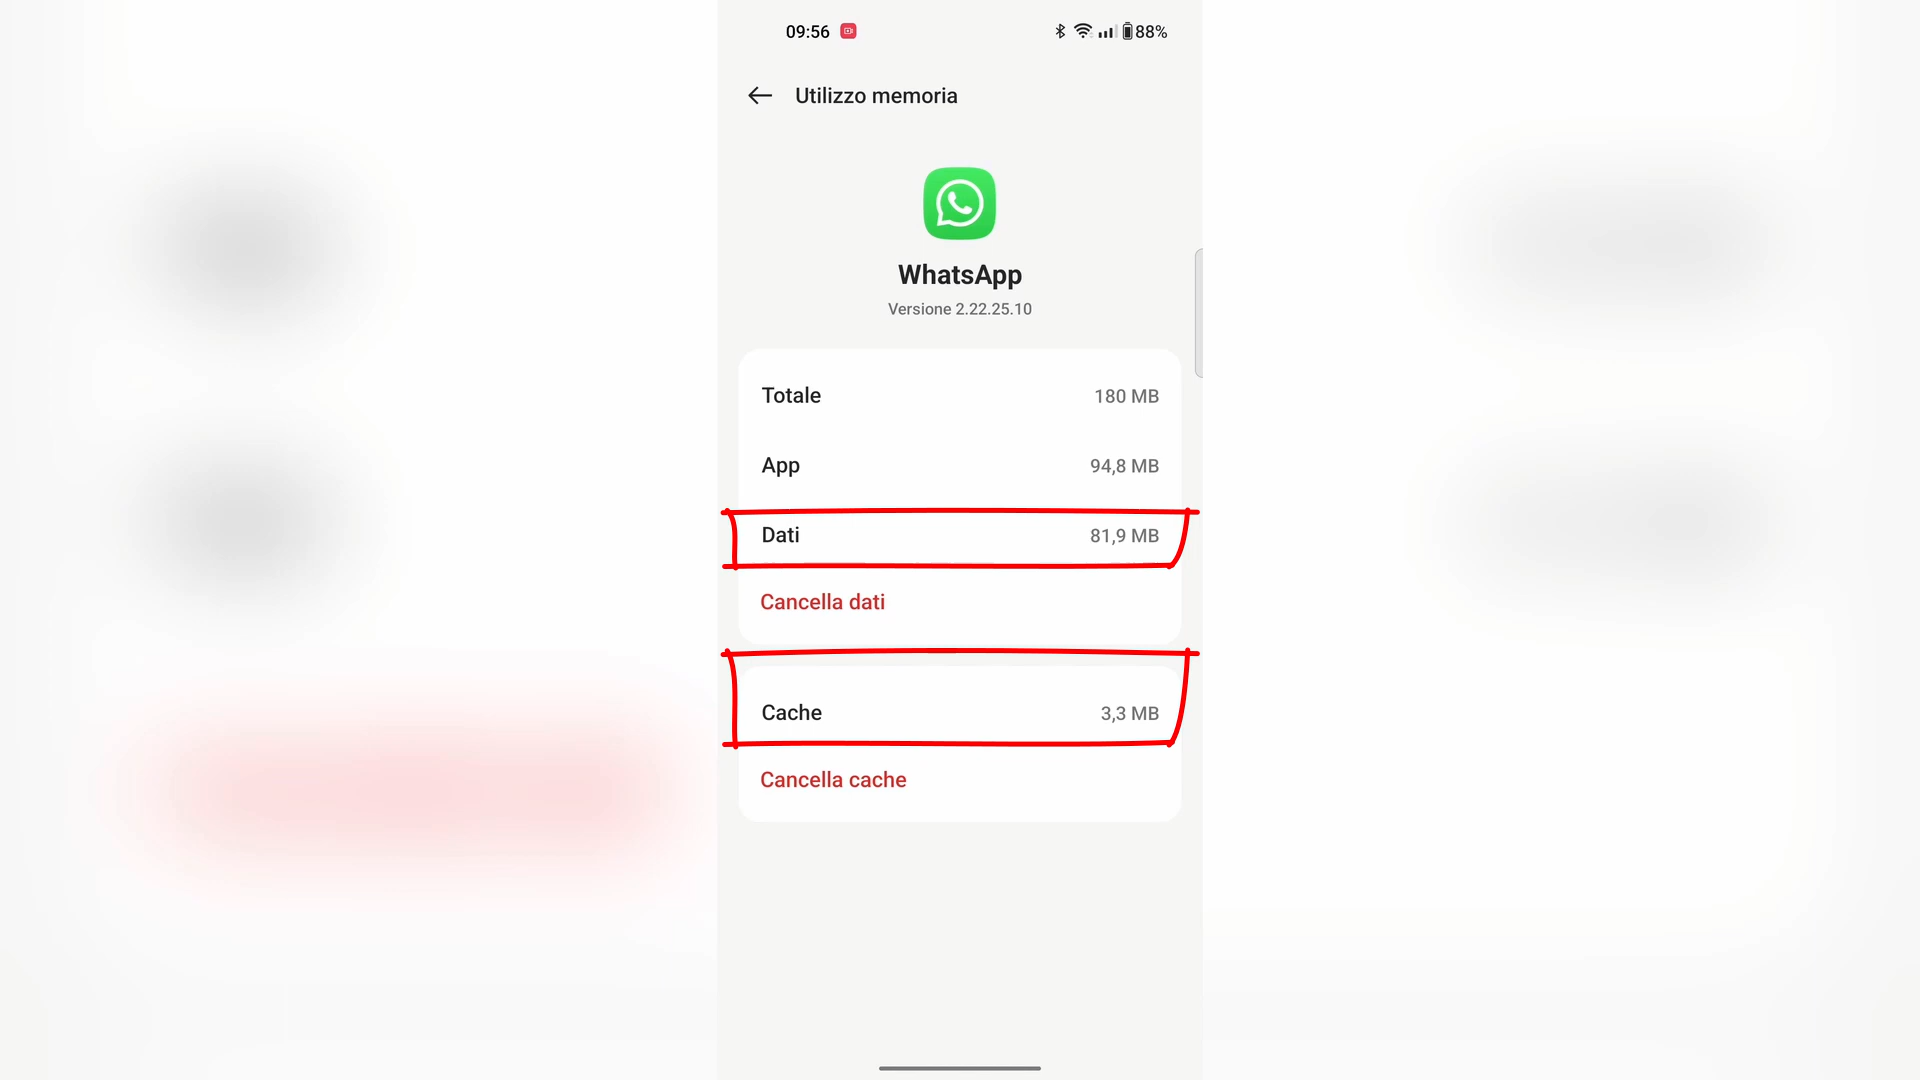 09:56 88%
Utilizzo memoria
WhatsApp
Versione 2.22.25.10
Totale 180 MB
App 94,8 MB
Dati 81,9 MB
Cancella dati
Cache 3,3 MB
Cancella cache